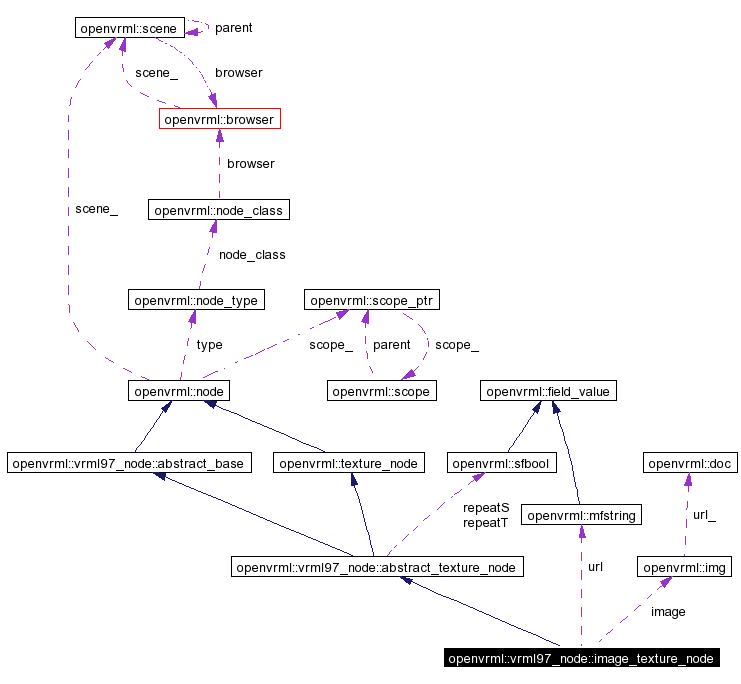 openvrml::scene
parent
scene_
browser
openvrml::browser
browser
scene_
openvrml::node_class
node_class
openvrml::node_type
openvrml::scope_ptr
type
scope_
parent
scope_
openvrml::node
openvrml::scope
openvrml::field_value
openvrml::vrml97_node::abstract_base
openvrml::texture_node
openvrml::sfbool
openvrml::doc
repeatS
repeatT
openvrml::mfstring
url_
openvrml::vrml97_node::abstract_texture_node
url
openvrml::img
image
openvrml::vrml97_node::image_texture_node